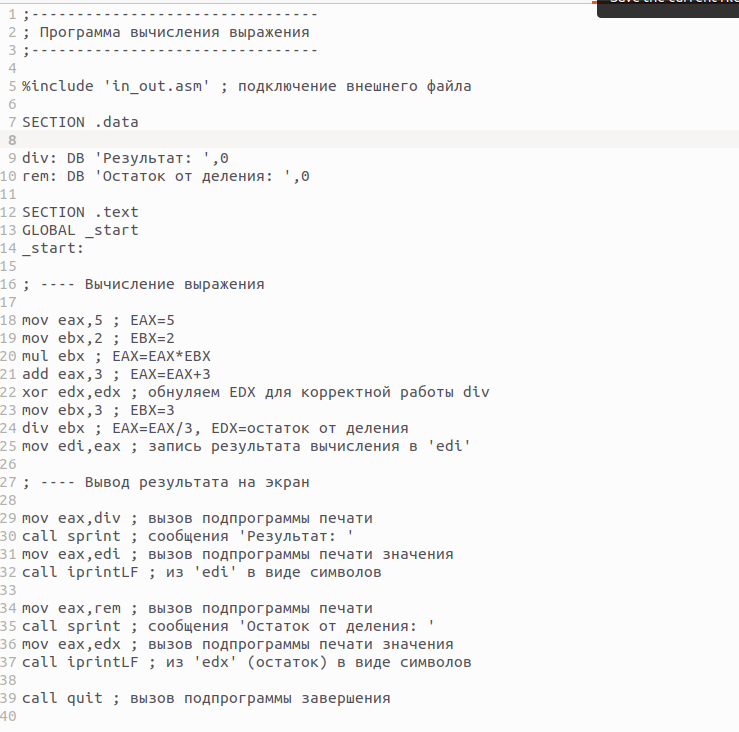 Save the current file
1 ;--------------------------------
2 ; Программа вычисления выражения
3 ;--------------------------------
4
5 %include 'in_out.asm' ; подключение внешнего файла
6
7 SECTION .data
8
9 div: DB 'Результат: ',0
10 rem: DB 'Остаток от деления: ',0
11
12 SECTION .text
13 GLOBAL _start
14 _start:
15
16 ; ---- Вычисление выражения
17
18 mov eax,5 ; EAX=5
19 mov ebx,2 ; EBX=2
20 mul ebx ; EAX=EAX*EBX
21 add eax,3 ; EAX=EAX+3
22 xor edx,edx ; обнуляем EDX для корректной работы div
23 mov ebx,3 ; EBX=3
24 div ebx ; EAX=EAX/3, EDX=остаток от деления
25 mov edi,eax ; запись результата вычисления в 'edi'
26
27 ; ---- Вывод результата на экран
28
29 mov eax,div ; вызов подпрограммы печати
30 call sprint ; сообщения 'Результат: '
31 mov eax,edi ; вызов подпрограммы печати значения
32 call iprintLF ; из 'edi' в виде символов
33
34 mov eax,rem ; вызов подпрограммы печати
35 call sprint ; сообщения 'Остаток от деления: '
36 mov eax,edx ; вызов подпрограммы печати значения
37 call iprintLF ; из 'edx' (остаток) в виде символов
38
39 call quit ; вызов подпрограммы завершения
40